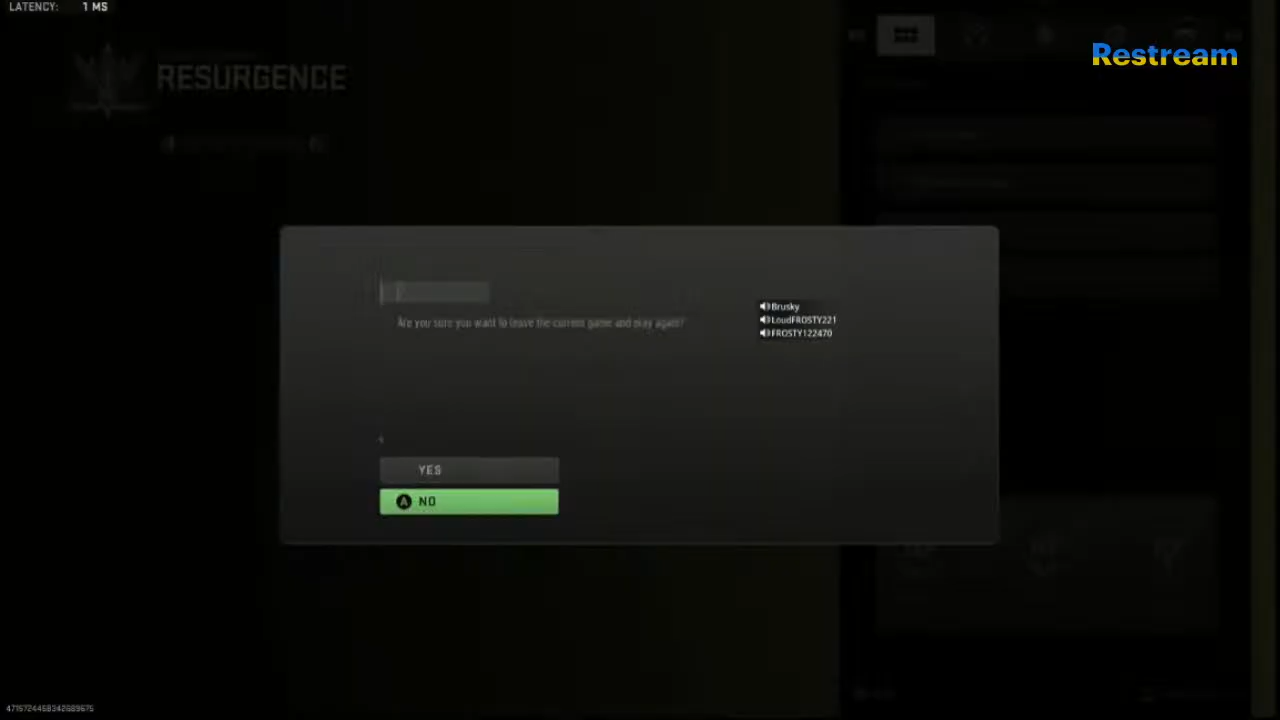 LATENCY: 1 MS
Restream
RESURGENCE
Brusky
LoudFROSTY221
FROSTY122470
Are you sure you want to leave the current game and play again?
YES
A NO